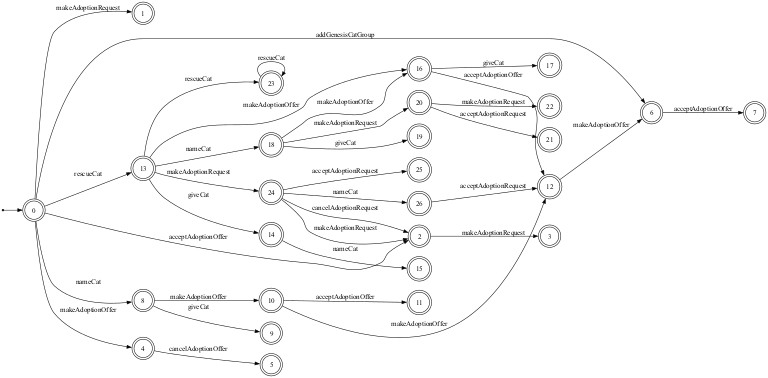 makeAdoptionRequest
1
addGenesisCatGroup
rescueCat
giveCat
17
16
rescueCat
23
acceptAdoptionOffer
makeAdoptionOffer
makeAdoptionOffer
20
makeAdoptionRequest
22
6
acceptAdoptionOffer
7
makeAdoptionRequest
acceptAdoptionRequest
makeAdoptionOffer
nameCat
18
giveCat
19
21
rescueCat
13
makeAdoptionRequest
acceptAdoptionRequest
25
24
nameCat
26
acceptAdoptionRequest
12
giveCat
cancelAdoptionRequest
0
makeAdoptionRequest
acceptAdoptionOffer
14
2
makeAdoptionRequest
3
nameCat
15
nameCat
8
makeAdoptionOffer
10
acceptAdoptionOffer
11
giveCat
makeAdoptionOffer
9
makeAdoptionOffer
4
cancelAdoptionOffer
5